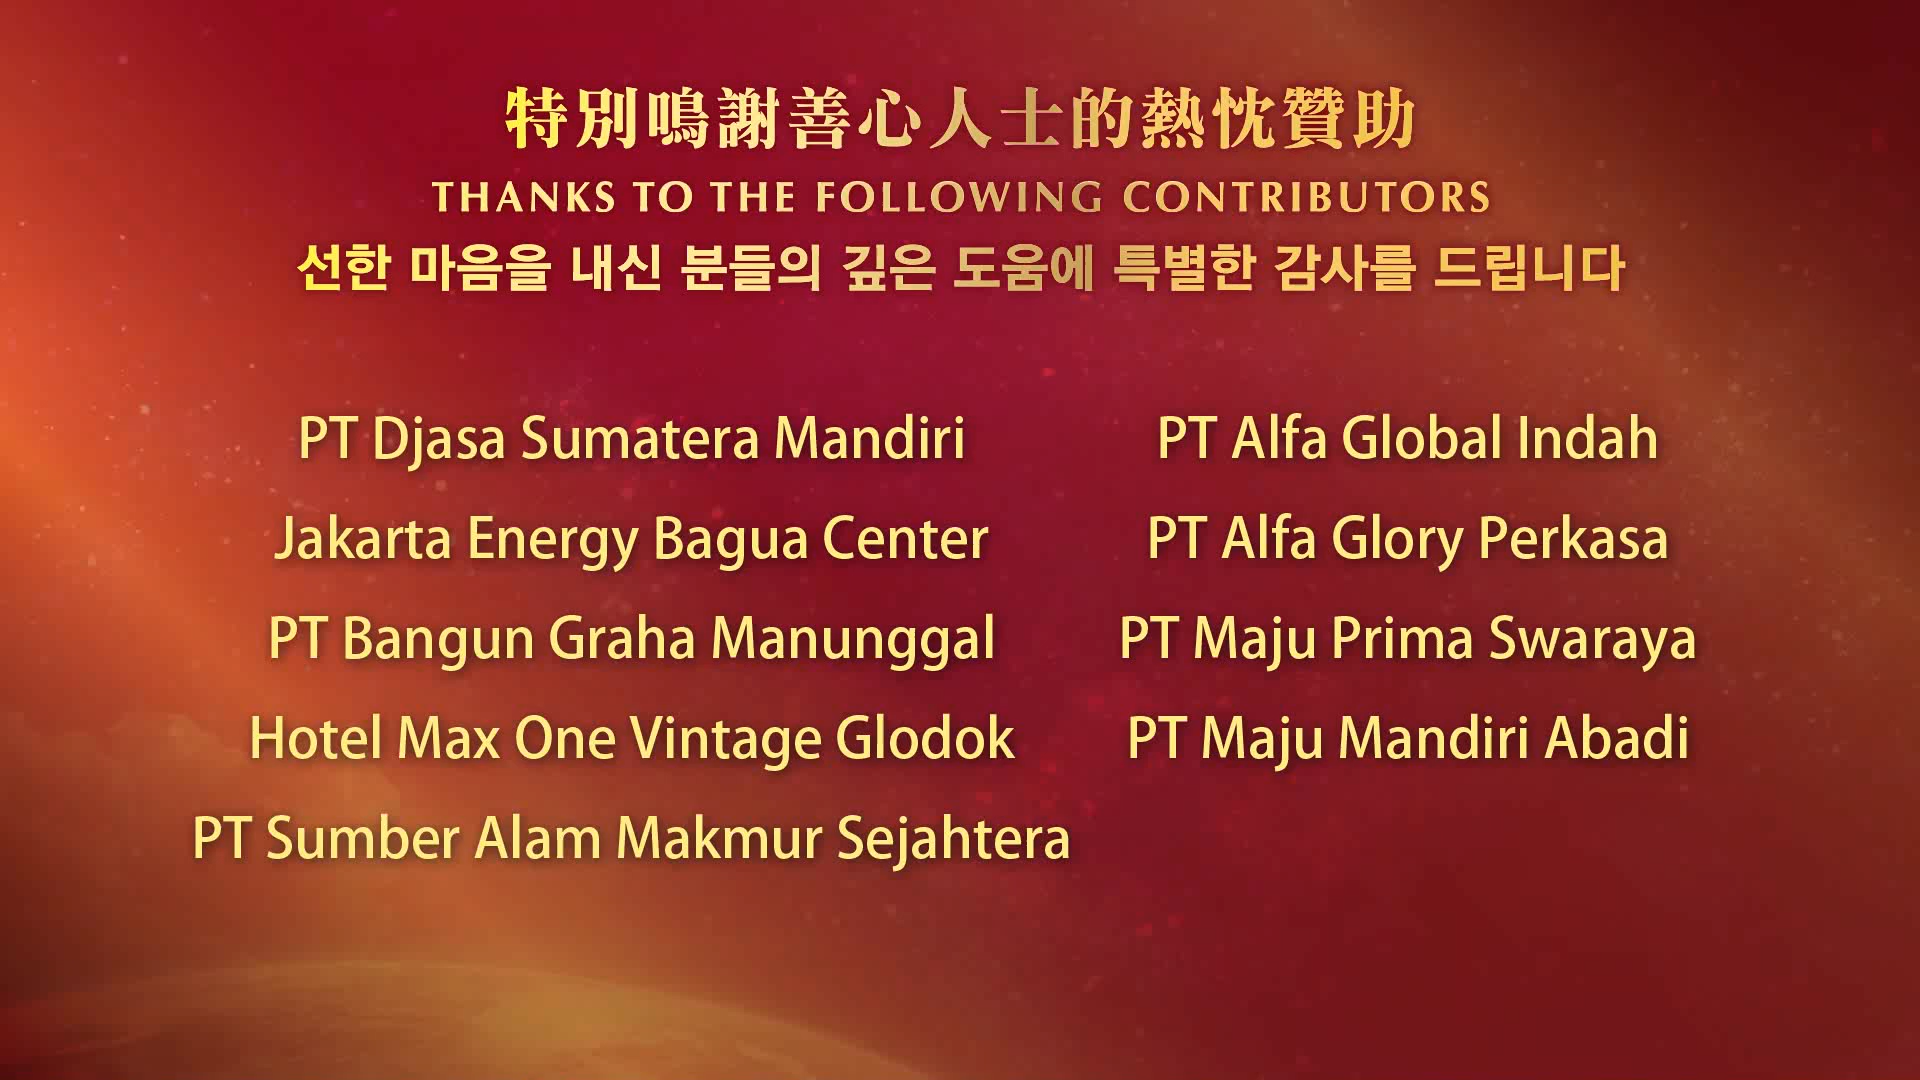 特別鳴謝善心人士的熱忱贊助
THANKS TO THE FOLLOWING CONTRIBUTORS
선한 마음을 내신 분들의 깊은 도움에 특별한 감사를 드립니다
PT Djasa Sumatera Mandiri
Jakarta Energy Bagua Center
PT Bangun Graha Manunggal
Hotel Max One Vintage Glodok
PT Sumber Alam Makmur Sejahtera
PT Alfa Global Indah
PT Alfa Glory Perkasa
PT Maju Prima Swaraya
PT Maju Mandiri Abadi